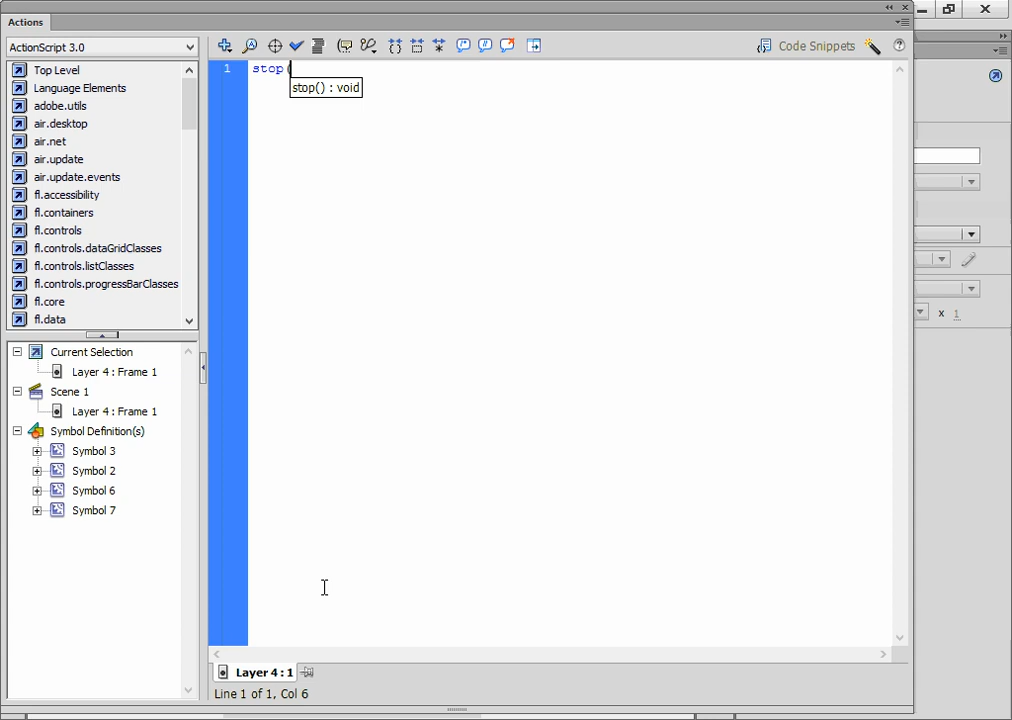 Actions
ActionScript 3.0
Code Snippets
Top Level
Language Elements
adobe.utils
air.desktop
air.net
air.update
air.update.events
fl.accessibility
fl.containers
fl.controls
fl.controls.dataGridClasses
fl.controls.listClasses
fl.controls.progressBarClasses
fl.core
fl.data
1 stop(
stop() : void
Current Selection
Layer 4 : Frame 1
Scene 1
Layer 4 : Frame 1
Symbol Definition(s)
Symbol 3
Symbol 2
Symbol 6
Symbol 7
x 1
Layer 4 : 1
Line 1 of 1, Col 6